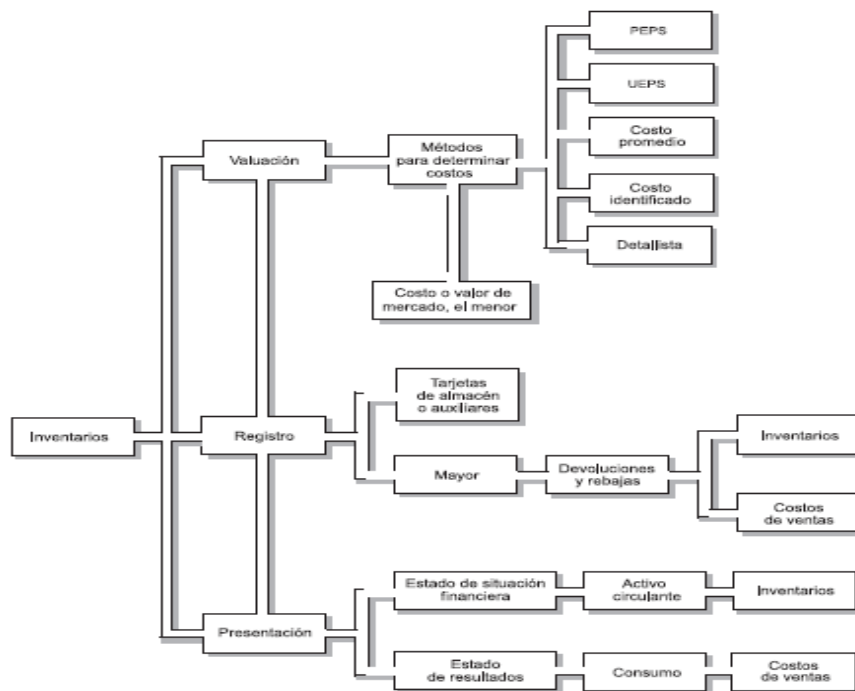 PEPS
UEPS
Costo
promedio
Costo
identificado
Detallista
Valuación
Métodos
para determinar
costos
Costo o valor de
mercado, el menor
Inventarios
Registro
Tarjetas
de almacén
o auxiliares
Mayor
Devoluciones
y rebajas
Inventarios
Costos
de ventas
Presentación
Estado de situación
financiera
Activo
circulante
Inventarios
Estado
de resultados
Consumo
Costos
de ventas